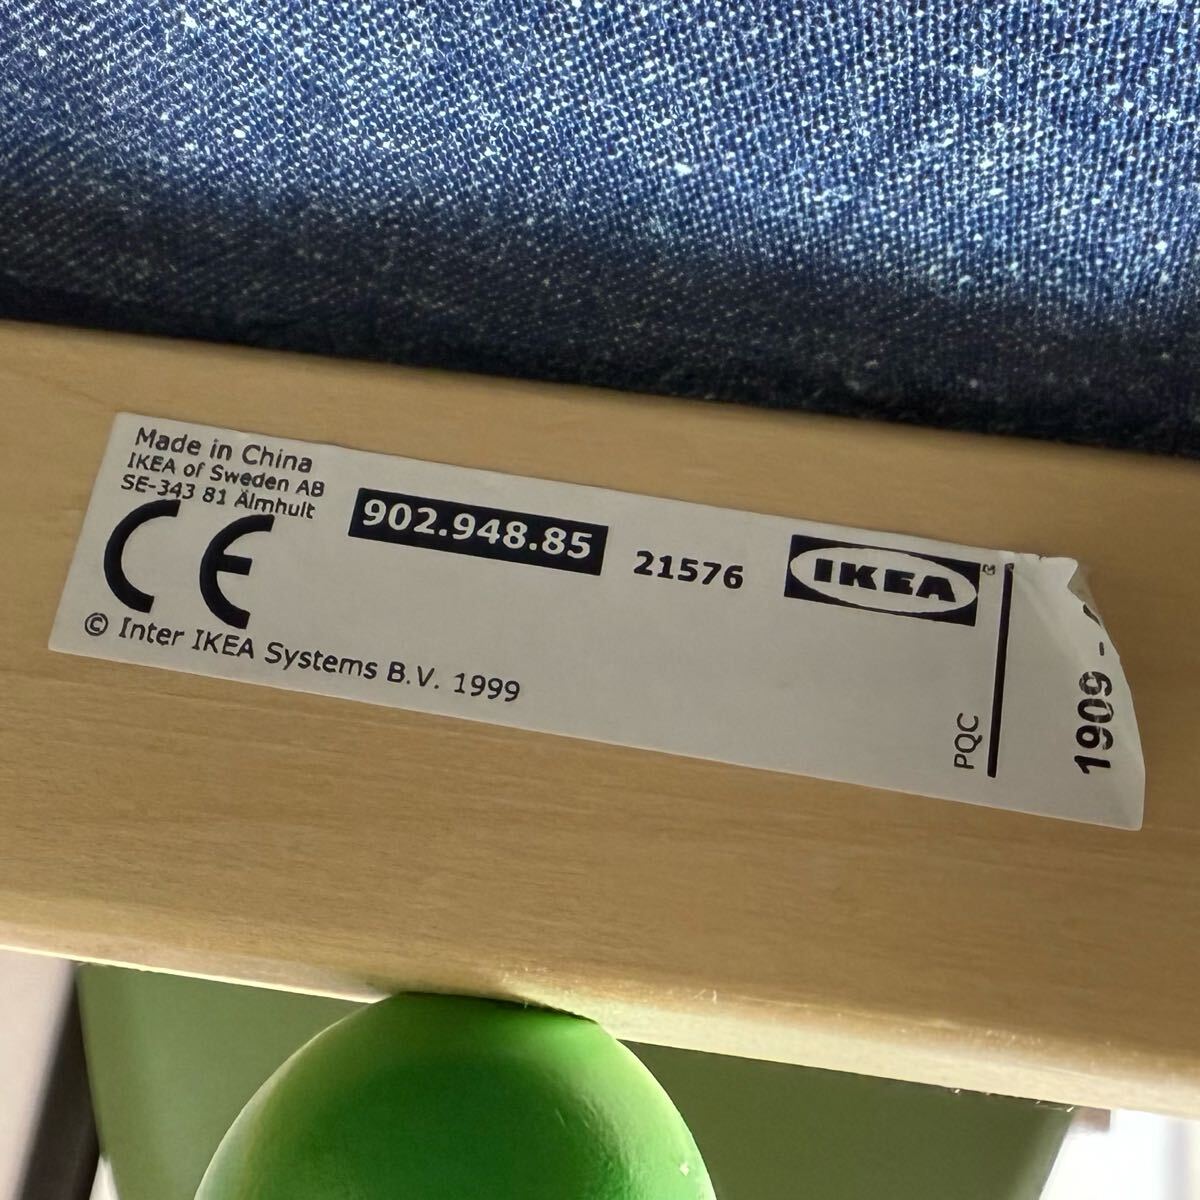 Made in China
IKEA of Sweden AB
SE-343 81 Älmhult
CE
902.948.85
21576
IKEA
© Inter IKEA Systems B.V. 1999
PQC
1909 -